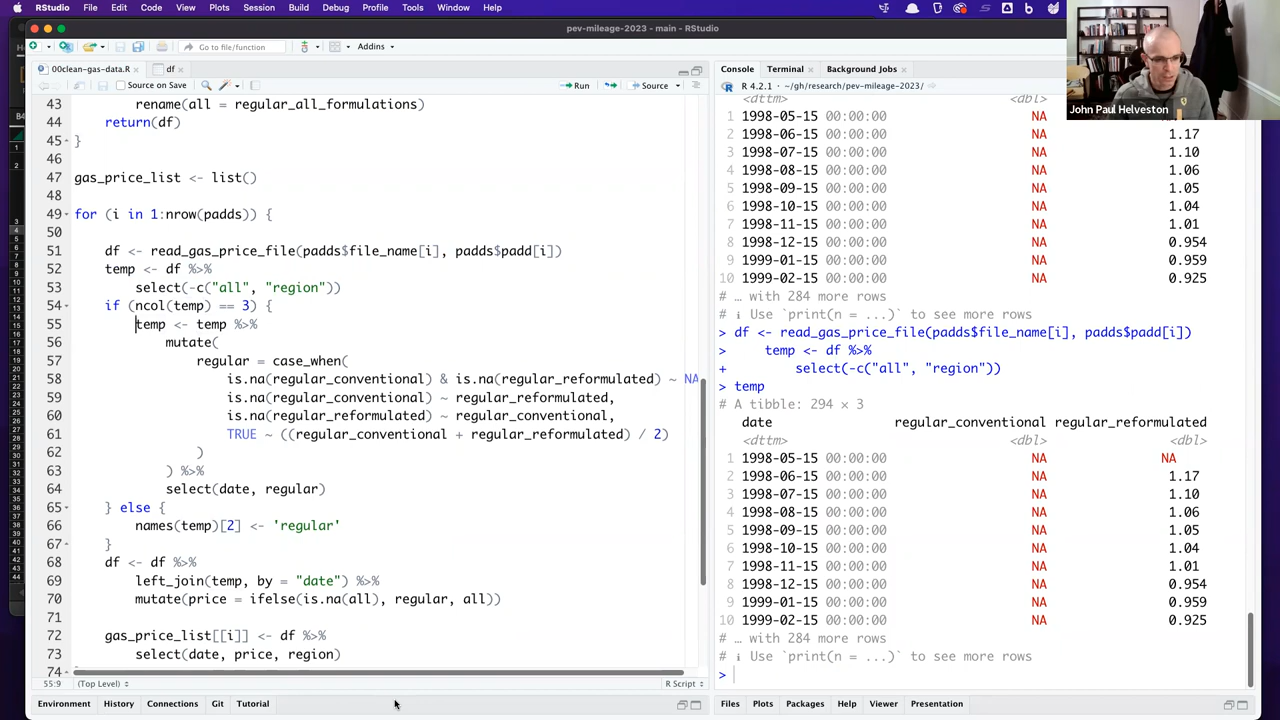 RStudio File Edit Code View Plots Session Build Debug Profile Tools Window Help
pev-mileage-2023 - main - RStudio
Go to file/function
Addins
00clean-gas-data.R
df
Source on Save
Run
Source
43 rename(all = regular_all_formulations)
44 return(df)
45 }
46
47 gas_price_list <- list()
48
49 for (i in 1:nrow(padds)) {
50
51 df <- read_gas_price_file(padds$file_name[i], padds$padd[i])
52 temp <- df %>%
53 select(-c("all", "region"))
54 if (ncol(temp) == 3) {
55 temp <- temp %>%
56 mutate(
57 regular = case_when(
58 is.na(regular_conventional) & is.na(regular_reformulated) ~ NA
59 is.na(regular_conventional) ~ regular_reformulated,
60 is.na(regular_reformulated) ~ regular_conventional,
61 TRUE ~ ((regular_conventional + regular_reformulated) / 2)
62 )
63 ) %>%
64 select(date, regular)
65 } else {
66 names(temp)[2] <- 'regular'
67 }
68 df <- df %>%
69 left_join(temp, by = "date") %>%
70 mutate(price = ifelse(is.na(all), regular, all))
71
72 gas_price_list[[i]] <- df %>%
73 select(date, price, region)
74
55:9 (Top Level) R Script
Environment History Connections Git Tutorial
Console Terminal Background Jobs
R 4.2.1 · ~/gh/research/pev-mileage-2023/
<dttm> <dbl>
1 1998-05-15 00:00:00 NA
2 1998-06-15 00:00:00 NA 1.17
3 1998-07-15 00:00:00 NA 1.10
4 1998-08-15 00:00:00 NA 1.06
5 1998-09-15 00:00:00 NA 1.05
6 1998-10-15 00:00:00 NA 1.04
7 1998-11-15 00:00:00 NA 1.01
8 1998-12-15 00:00:00 NA 0.954
9 1999-01-15 00:00:00 NA 0.959
10 1999-02-15 00:00:00 NA 0.925
# … with 284 more rows
# ℹ Use `print(n = ...)` to see more rows
> df <- read_gas_price_file(padds$file_name[i], padds$padd[i])
> temp <- df %>%
+ select(-c("all", "region"))
> temp
# A tibble: 294 × 3
date regular_conventional regular_reformulated
<dttm> <dbl> <dbl>
1 1998-05-15 00:00:00 NA NA
2 1998-06-15 00:00:00 NA 1.17
3 1998-07-15 00:00:00 NA 1.10
4 1998-08-15 00:00:00 NA 1.06
5 1998-09-15 00:00:00 NA 1.05
6 1998-10-15 00:00:00 NA 1.04
7 1998-11-15 00:00:00 NA 1.01
8 1998-12-15 00:00:00 NA 0.954
9 1999-01-15 00:00:00 NA 0.959
10 1999-02-15 00:00:00 NA 0.925
# … with 284 more rows
# ℹ Use `print(n = ...)` to see more rows
>
Files Plots Packages Help Viewer Presentation
John Paul Helveston